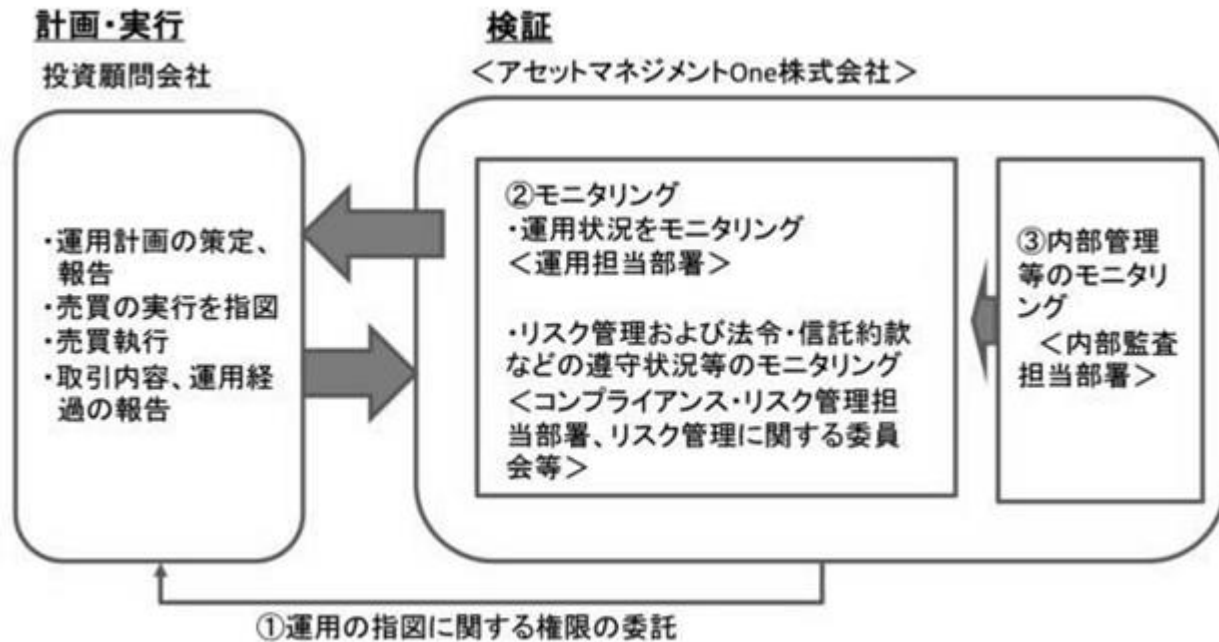 計画・実行
投資顧問会社
・運用計画の策定、
報告
・売買の実行を指図
・売買執行
・取引内容、運用経
過の報告
検証
＜アセットマネジメントOne株式会社＞
②モニタリング
・運用状況をモニタリング
＜運用担当部署＞
・リスク管理および法令・信託約款
などの遵守状況等のモニタリング
＜コンプライアンス・リスク管理担
当部署、リスク管理に関する委員
会等＞
③内部管理
等のモニタリ
ング
＜内部監査
担当部署＞
①運用の指図に関する権限の委託